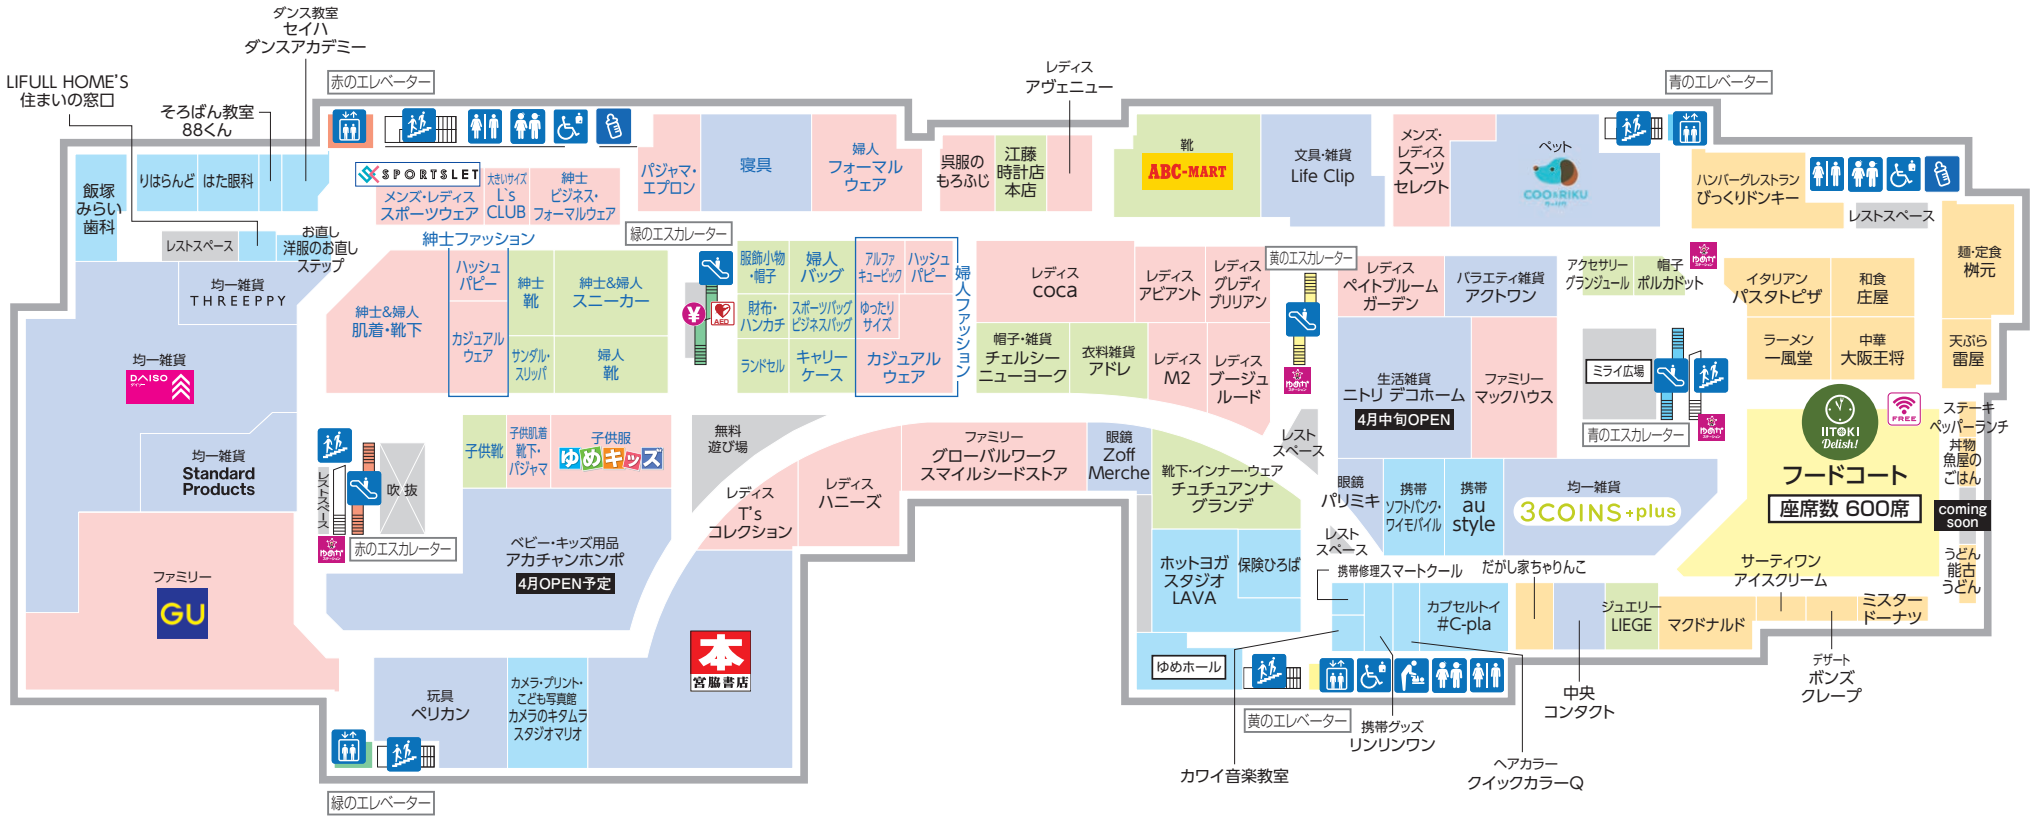 ダンス教室
セイハ
ダンスアカデミー
LIFULL HOME'S
住まいの窓口
そろばん教室
88くん
赤のエレベーター
レディス
アヴェニュー
青のエレベーター
飯塚
みらい
歯科
りはらんど
はた眼科
SPORTSLET
メンズ・レディス
スポーツウェア
大きいサイズ
L's
CLUB
紳士
ビジネス・
フォーマルウェア
パジャマ・
エプロン
寝具
婦人
フォーマル
ウェア
呉服の
もろふじ
江藤
時計店
本店
靴
ABC-MART
文具・雑貨
Life Clip
メンズ・
レディス
スーツ
セレクト
ペット
COO&RIKU
ハンバーグレストラン
びっくりドンキー
レストスペース
レストスペース
お直し
洋服のお直し
ステップ
紳士ファッション
緑のエスカレーター
黄のエスカレーター
均一雑貨
THREEPPY
紳士&婦人
肌着・靴下
ハッシュ
パピー
カジュアル
ウェア
紳士
靴
紳士&婦人
スニーカー
サンダル・
スリッパ
婦人
靴
AED
服飾小物
・帽子
婦人
バッグ
財布・
ハンカチ
スポーツバッグ
ビジネスバッグ
ランドセル
キャリー
ケース
アルファ
キュービック
ハッシュ
パピー
ゆったり
サイズ
カジュアル
ウェア
婦人ファッション
レディス
coca
レディス
アピアント
レディス
グレディ
ブリリアン
帽子・雑貨
チェルシー
ニューヨーク
衣料雑貨
アドレ
レディス
M2
レディス
ブージュ
ルード
ゆめか
ステーション
レディス
ペイトブルーム
ガーデン
バラエティ雑貨
アクトワン
生活雑貨
ニトリ デコホーム
4月中旬OPEN
ファミリー
マックハウス
アクセサリー
グランジュール
帽子
ポルカドット
ゆめか
ステーション
ミライ広場
青のエスカレーター
ゆめか
ステーション
イタリアン
パスタトピザ
和食
庄屋
ラーメン
一風堂
中華
大阪王将
麺・定食
桝元
天ぷら
雷屋
均一雑貨
DAISO
ダイソー
均一雑貨
Standard
Products
レストスペース
吹 抜
ゆめか
ステーション
赤のエスカレーター
子供靴
子供肌着
靴下・
パジャマ
子供服
ゆめキッズ
無料
遊び場
レディス
T's
コレクション
レディス
ハニーズ
ファミリー
グローバルワーク
スマイルシードストア
眼鏡
Zoff
Merche
靴下・インナー・ウェア
チュチュアンナ
グランデ
レスト
スペース
眼鏡
パリミキ
携帯
ソフトバンク・
ワイモバイル
携帯
au
style
均一雑貨
3COINS+plus
IITOKI
Delish!
FREE
フードコート
座席数 600席
ステーキ
ペッパーランチ
丼物
魚屋の
ごはん
coming
soon
うどん
能古
うどん
ファミリー
GU
ベビー・キッズ用品
アカチャンホンポ
4月OPEN予定
ホットヨガ
スタジオ
LAVA
保険ひろば
レスト
スペース
携帯修理スマートクール
だがし家ちゃりんこ
カプセルトイ
#C-pla
ジュエリー
LIEGE
マクドナルド
サーティワン
アイスクリーム
ミスター
ドーナツ
玩具
ペリカン
カメラ・プリント・
こども写真館
カメラのキタムラ
スタジオマリオ
本
宮脇書店
ゆめホール
黄のエレベーター
カワイ音楽教室
携帯グッズ
リンリンワン
ヘアカラー
クイックカラーQ
中央
コンタクト
デザート
ボンズ
クレープ
緑のエレベーター